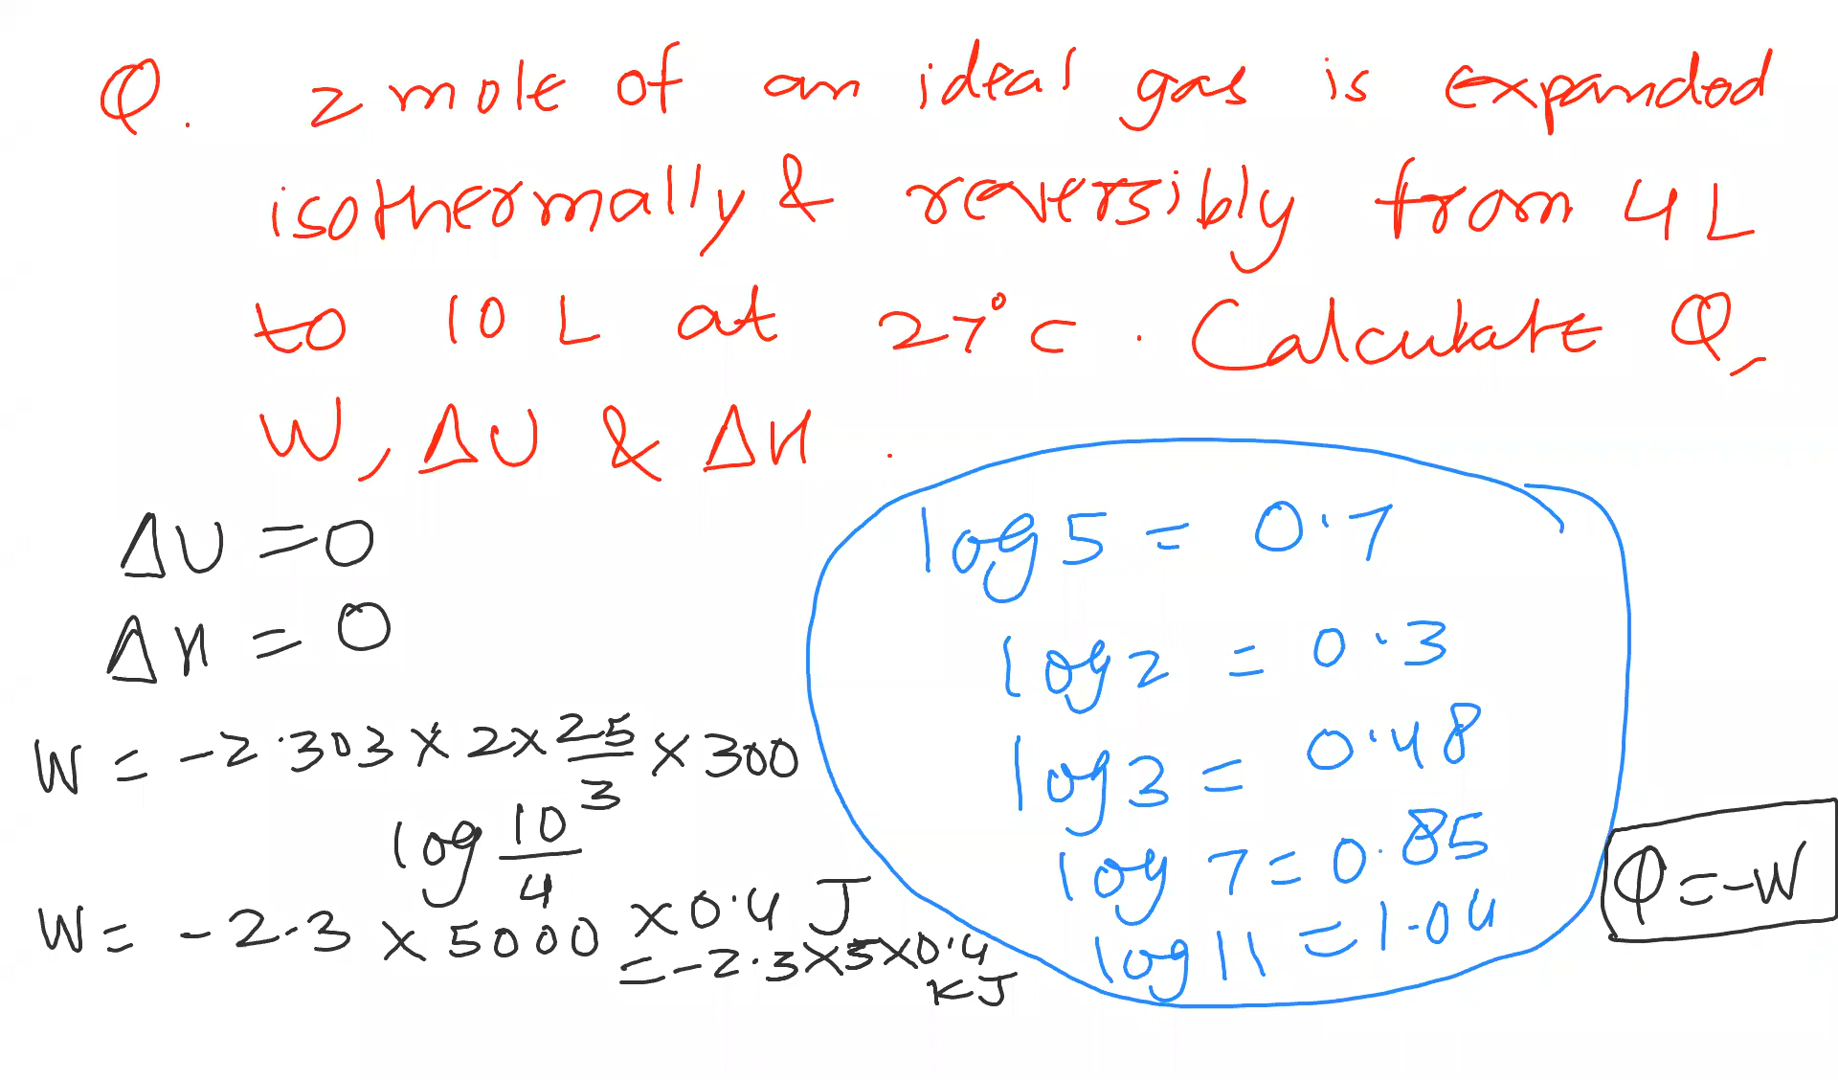 Q. 2 mole of an ideal gas is expanded
isothermally & reversibly from 4 L
to 10 L at 27°C. Calculate Q,
W, ΔU & ΔH.
ΔU = 0
ΔH = 0
W = -2.303 × 2 × 25/3 × 300
log 10/4
W = -2.3 × 5000 × 0.4 J
= -2.3×5×0.4
KJ
log 5 = 0.7
log 2 = 0.3
log 3 = 0.48
log 7 = 0.85
log 11 = 1.04
Q = -W